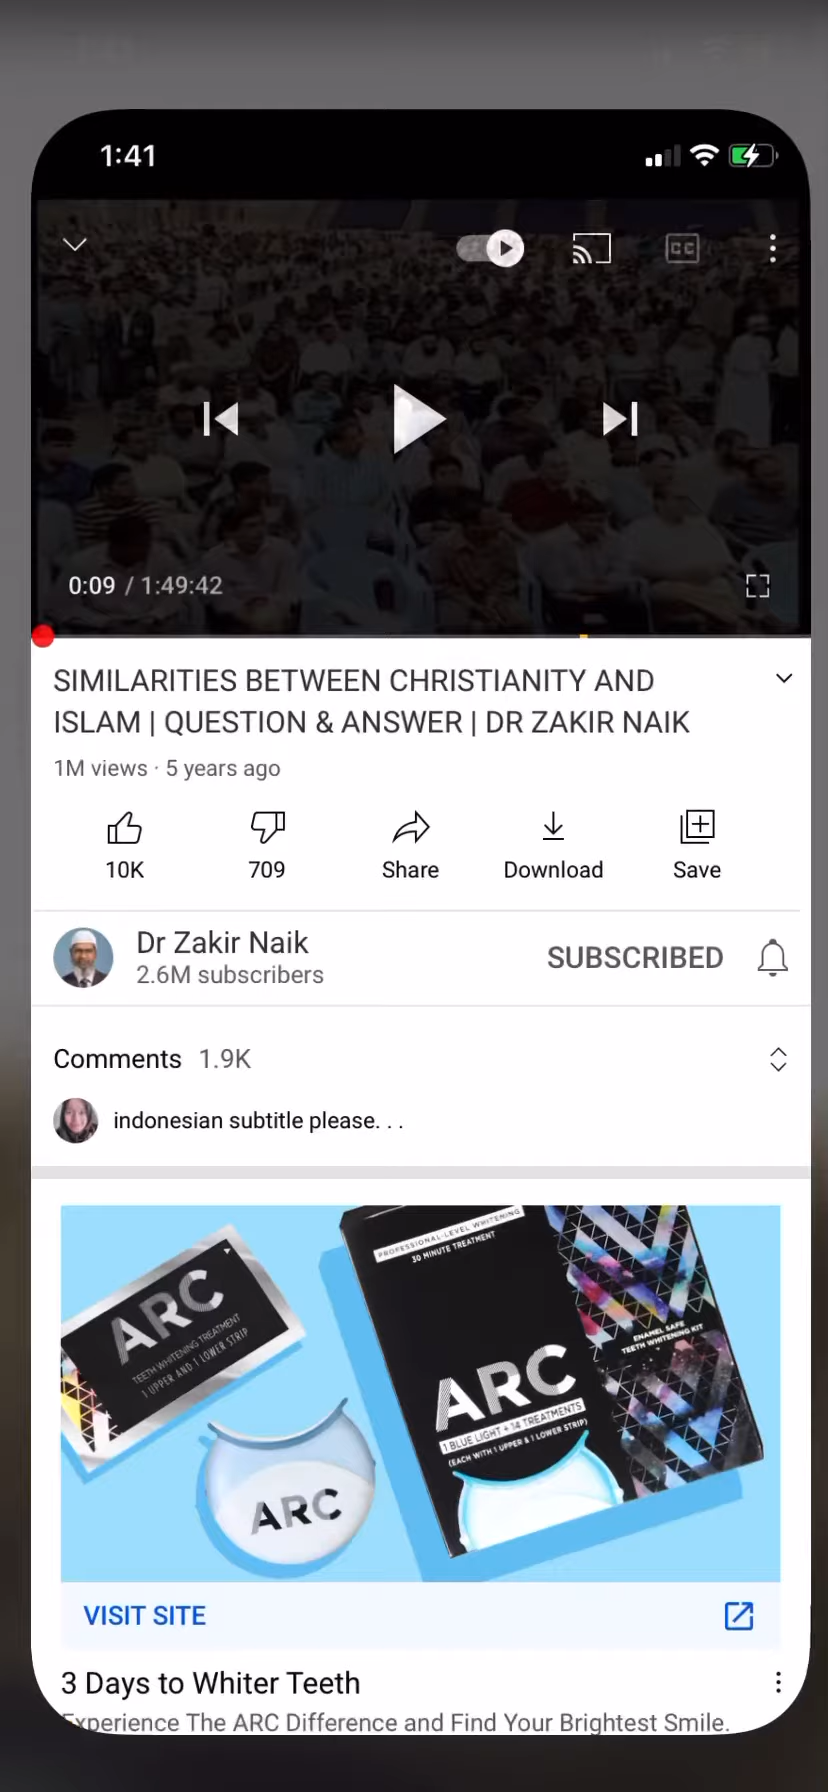 1:41
CC
0:09 / 1:49:42
SIMILARITIES BETWEEN CHRISTIANITY AND
ISLAM | QUESTION & ANSWER | DR ZAKIR NAIK
1M views · 5 years ago
10K
709
Share
Download
Save
Dr Zakir Naik
2.6M subscribers
SUBSCRIBED
Comments 1.9K
indonesian subtitle please. . .
PROFESSIONAL-LEVEL WHITENING
30 MINUTE TREATMENT
ARC
TEETH WHITENING TREATMENT
1 UPPER AND 1 LOWER STRIP
ENAMEL SAFE
TEETH WHITENING KIT
ARC
1 BLUE LIGHT + 14 TREATMENTS
(EACH WITH 1 UPPER & 1 LOWER STRIP)
ARC
VISIT SITE
3 Days to Whiter Teeth
Experience The ARC Difference and Find Your Brightest Smile.